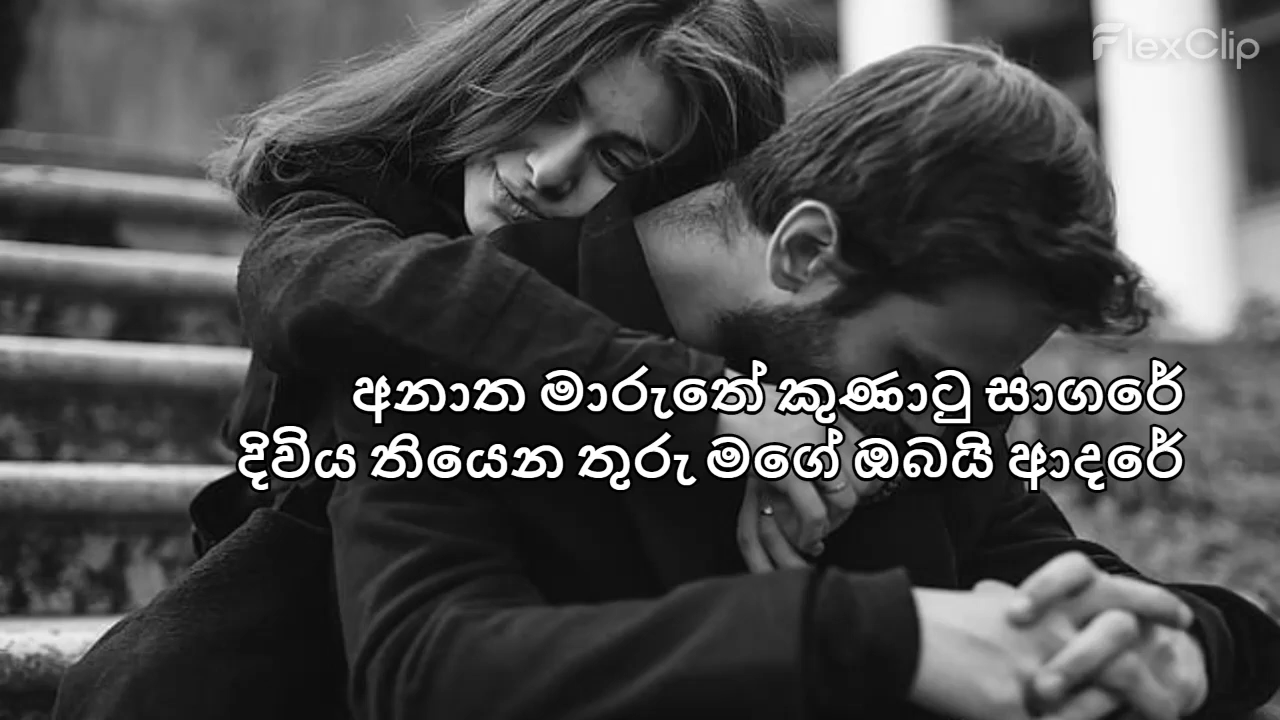 FlexClip
අනාත මාරුතේ කුණාටු සාගරේ
දිවිය තියෙන තුරු මගේ ඔබයි ආදරේ